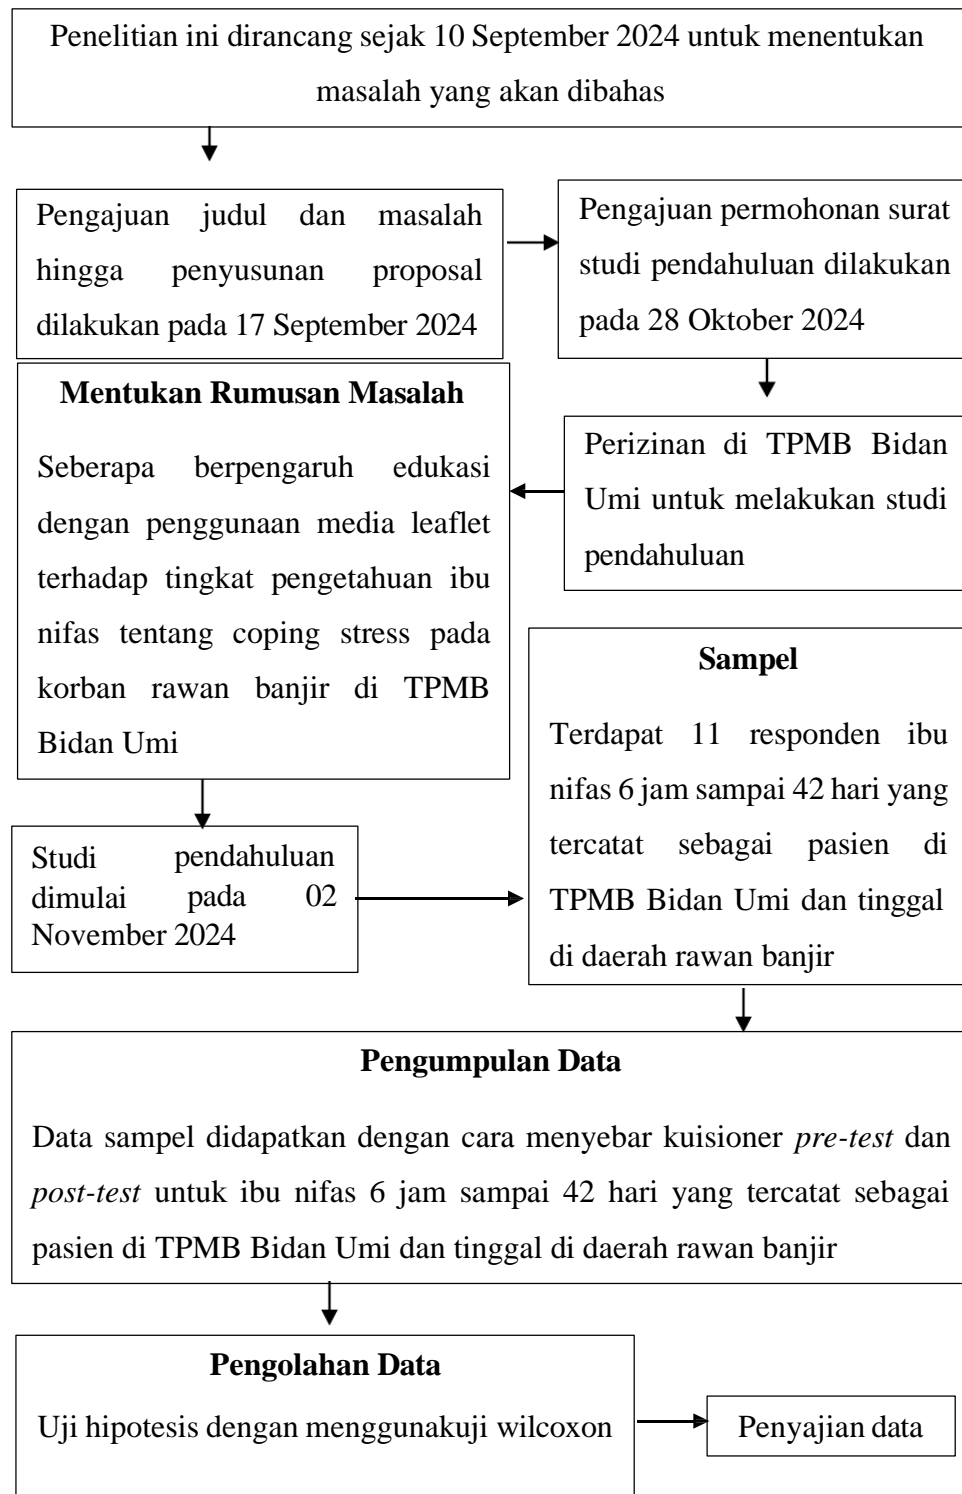 Penelitian ini dirancang sejak 10 September 2024 untuk menentukan
masalah yang akan dibahas
Pengajuan judul dan masalah
hingga penyusunan proposal
dilakukan pada 17 September 2024
Pengajuan permohonan surat
studi pendahuluan dilakukan
pada 28 Oktober 2024
Perizinan di TPMB Bidan
Umi untuk melakukan studi
pendahuluan
Mentukan Rumusan Masalah
Seberapa berpengaruh edukasi
dengan penggunaan media leaflet
terhadap tingkat pengetahuan ibu
nifas tentang coping stress pada
korban rawan banjir di TPMB
Bidan Umi
Studi pendahuluan
dimulai pada 02
November 2024
Sampel
Terdapat 11 responden ibu
nifas 6 jam sampai 42 hari yang
tercatat sebagai pasien di
TPMB Bidan Umi dan tinggal
di daerah rawan banjir
Pengumpulan Data
Data sampel didapatkan dengan cara menyebar kuisioner pre-test dan
post-test untuk ibu nifas 6 jam sampai 42 hari yang tercatat sebagai
pasien di TPMB Bidan Umi dan tinggal di daerah rawan banjir
Pengolahan Data
Uji hipotesis dengan menggunakuji wilcoxon
Penyajian data